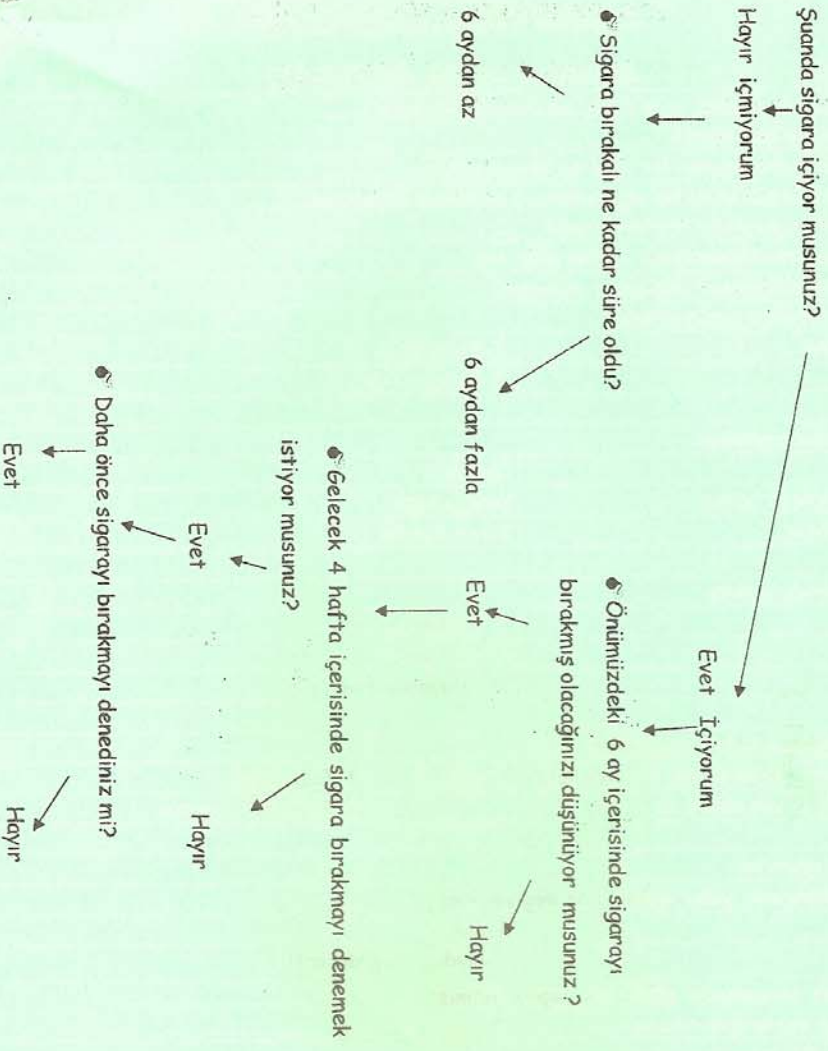 Şuanda sigara içiyor musunuz?
Hayır içmiyorum
Evet İçiyorum
Sigara bırakalı ne kadar süre oldu?
6 aydan az
6 aydan fazla
Önümüzdeki 6 ay içerisinde sigarayı
bırakmış olacağınızı düşünüyor musunuz ?
Evet
Hayır
Gelecek 4 hafta içerisinde sigara bırakmayı denemek
istiyor musunuz?
Evet
Hayır
Daha önce sigarayı bırakmayı denediniz mi?
Evet
Hayır